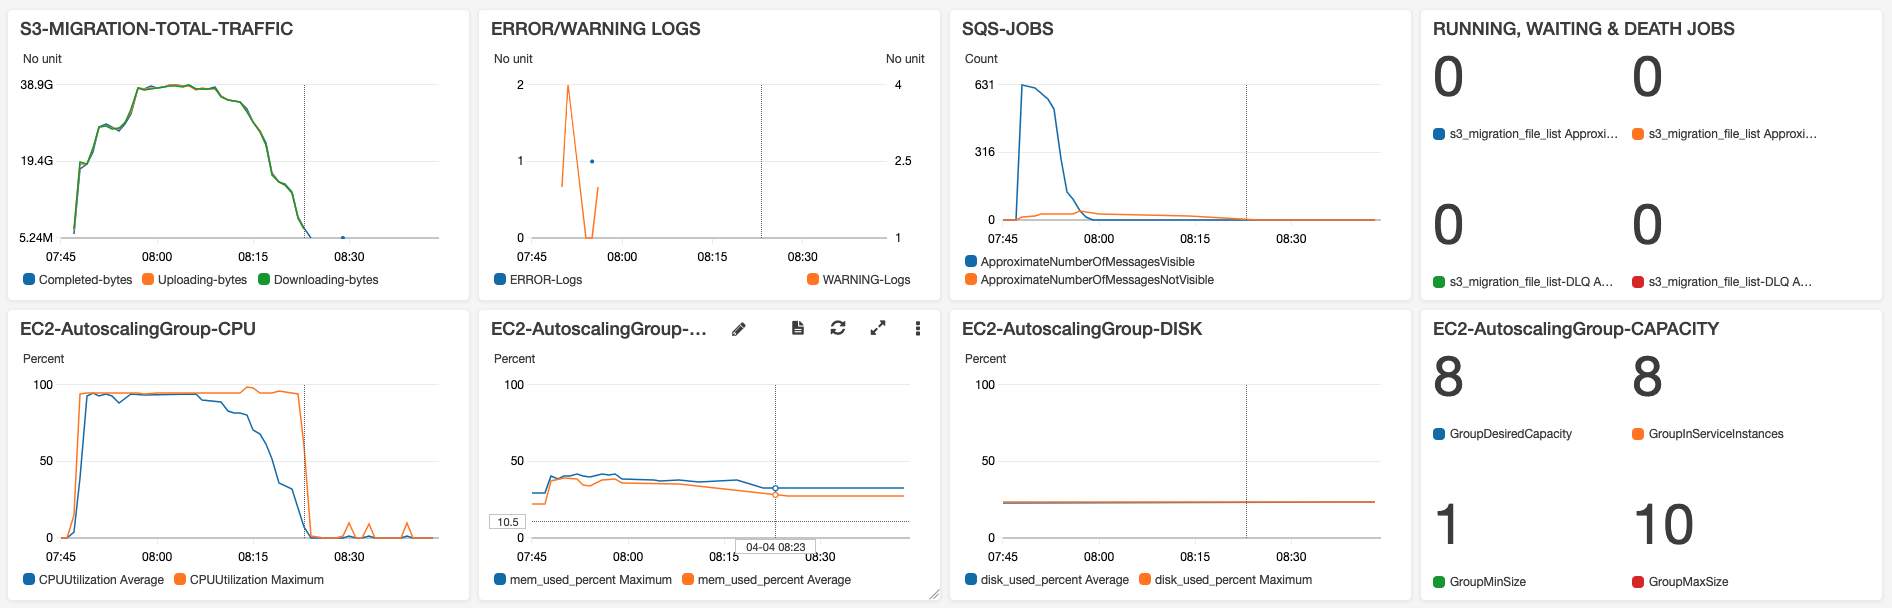 S3-MIGRATION-TOTAL-TRAFFIC
No unit
38.9G
19.4G
5.24M
07:45 08:00 08:15 08:30
Completed-bytes Uploading-bytes Downloading-bytes
ERROR/WARNING LOGS
No unit No unit
2 4
1 2.5
0 1
07:45 08:00 08:15 08:30
ERROR-Logs WARNING-Logs
SQS-JOBS
Count
631
316
0
07:45 08:00 08:15 08:30
ApproximateNumberOfMessagesVisible
ApproximateNumberOfMessagesNotVisible
RUNNING, WAITING & DEATH JOBS
0 0
s3_migration_file_list Approxi... s3_migration_file_list Approxi...
0 0
s3_migration_file_list-DLQ A... s3_migration_file_list-DLQ A...
EC2-AutoscalingGroup-CPU
Percent
100
50
0
07:45 08:00 08:15 08:30
CPUUtilization Average CPUUtilization Maximum
EC2-AutoscalingGroup-...
Percent
100
50
10.5
0
04-04 08:23
07:45 08:00 08:15 08:30
mem_used_percent Maximum mem_used_percent Average
EC2-AutoscalingGroup-DISK
Percent
100
50
0
07:45 08:00 08:15 08:30
disk_used_percent Average disk_used_percent Maximum
EC2-AutoscalingGroup-CAPACITY
8 8
GroupDesiredCapacity GroupInServiceInstances
1 10
GroupMinSize GroupMaxSize